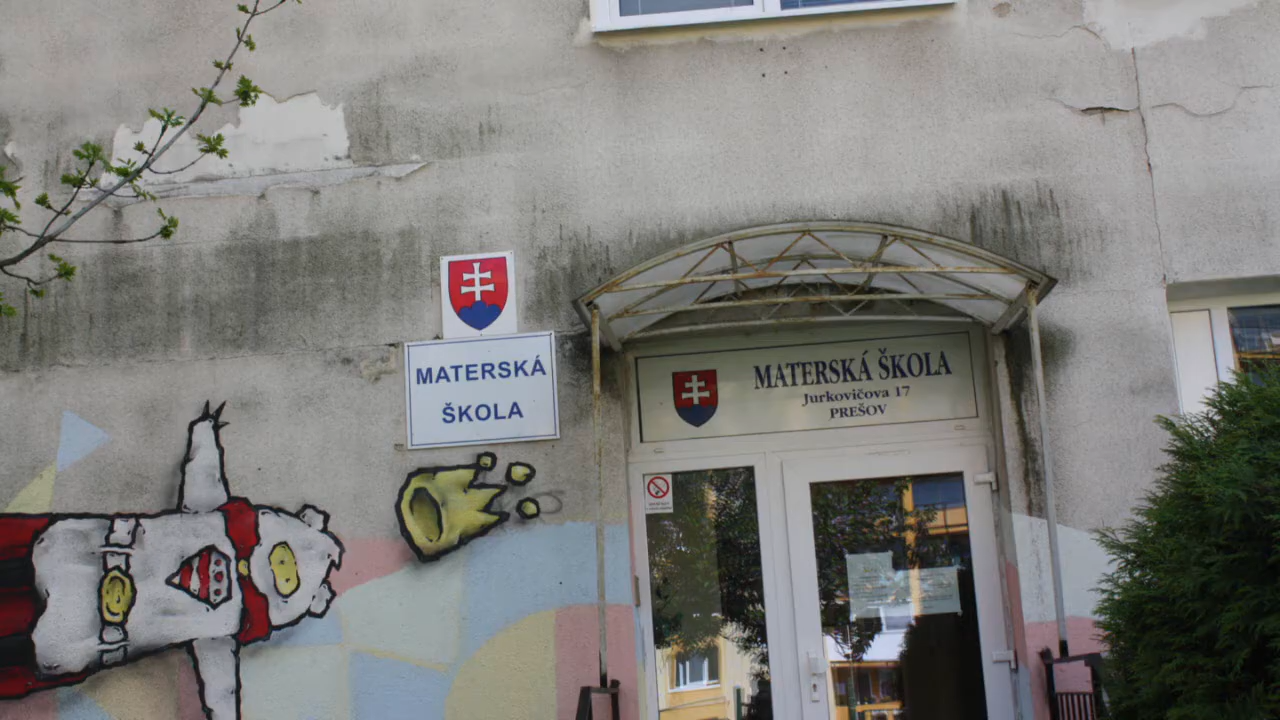 MATERSKÁ
ŠKOLA
MATERSKÁ ŠKOLA
Jurkovičova 17
PREŠOV